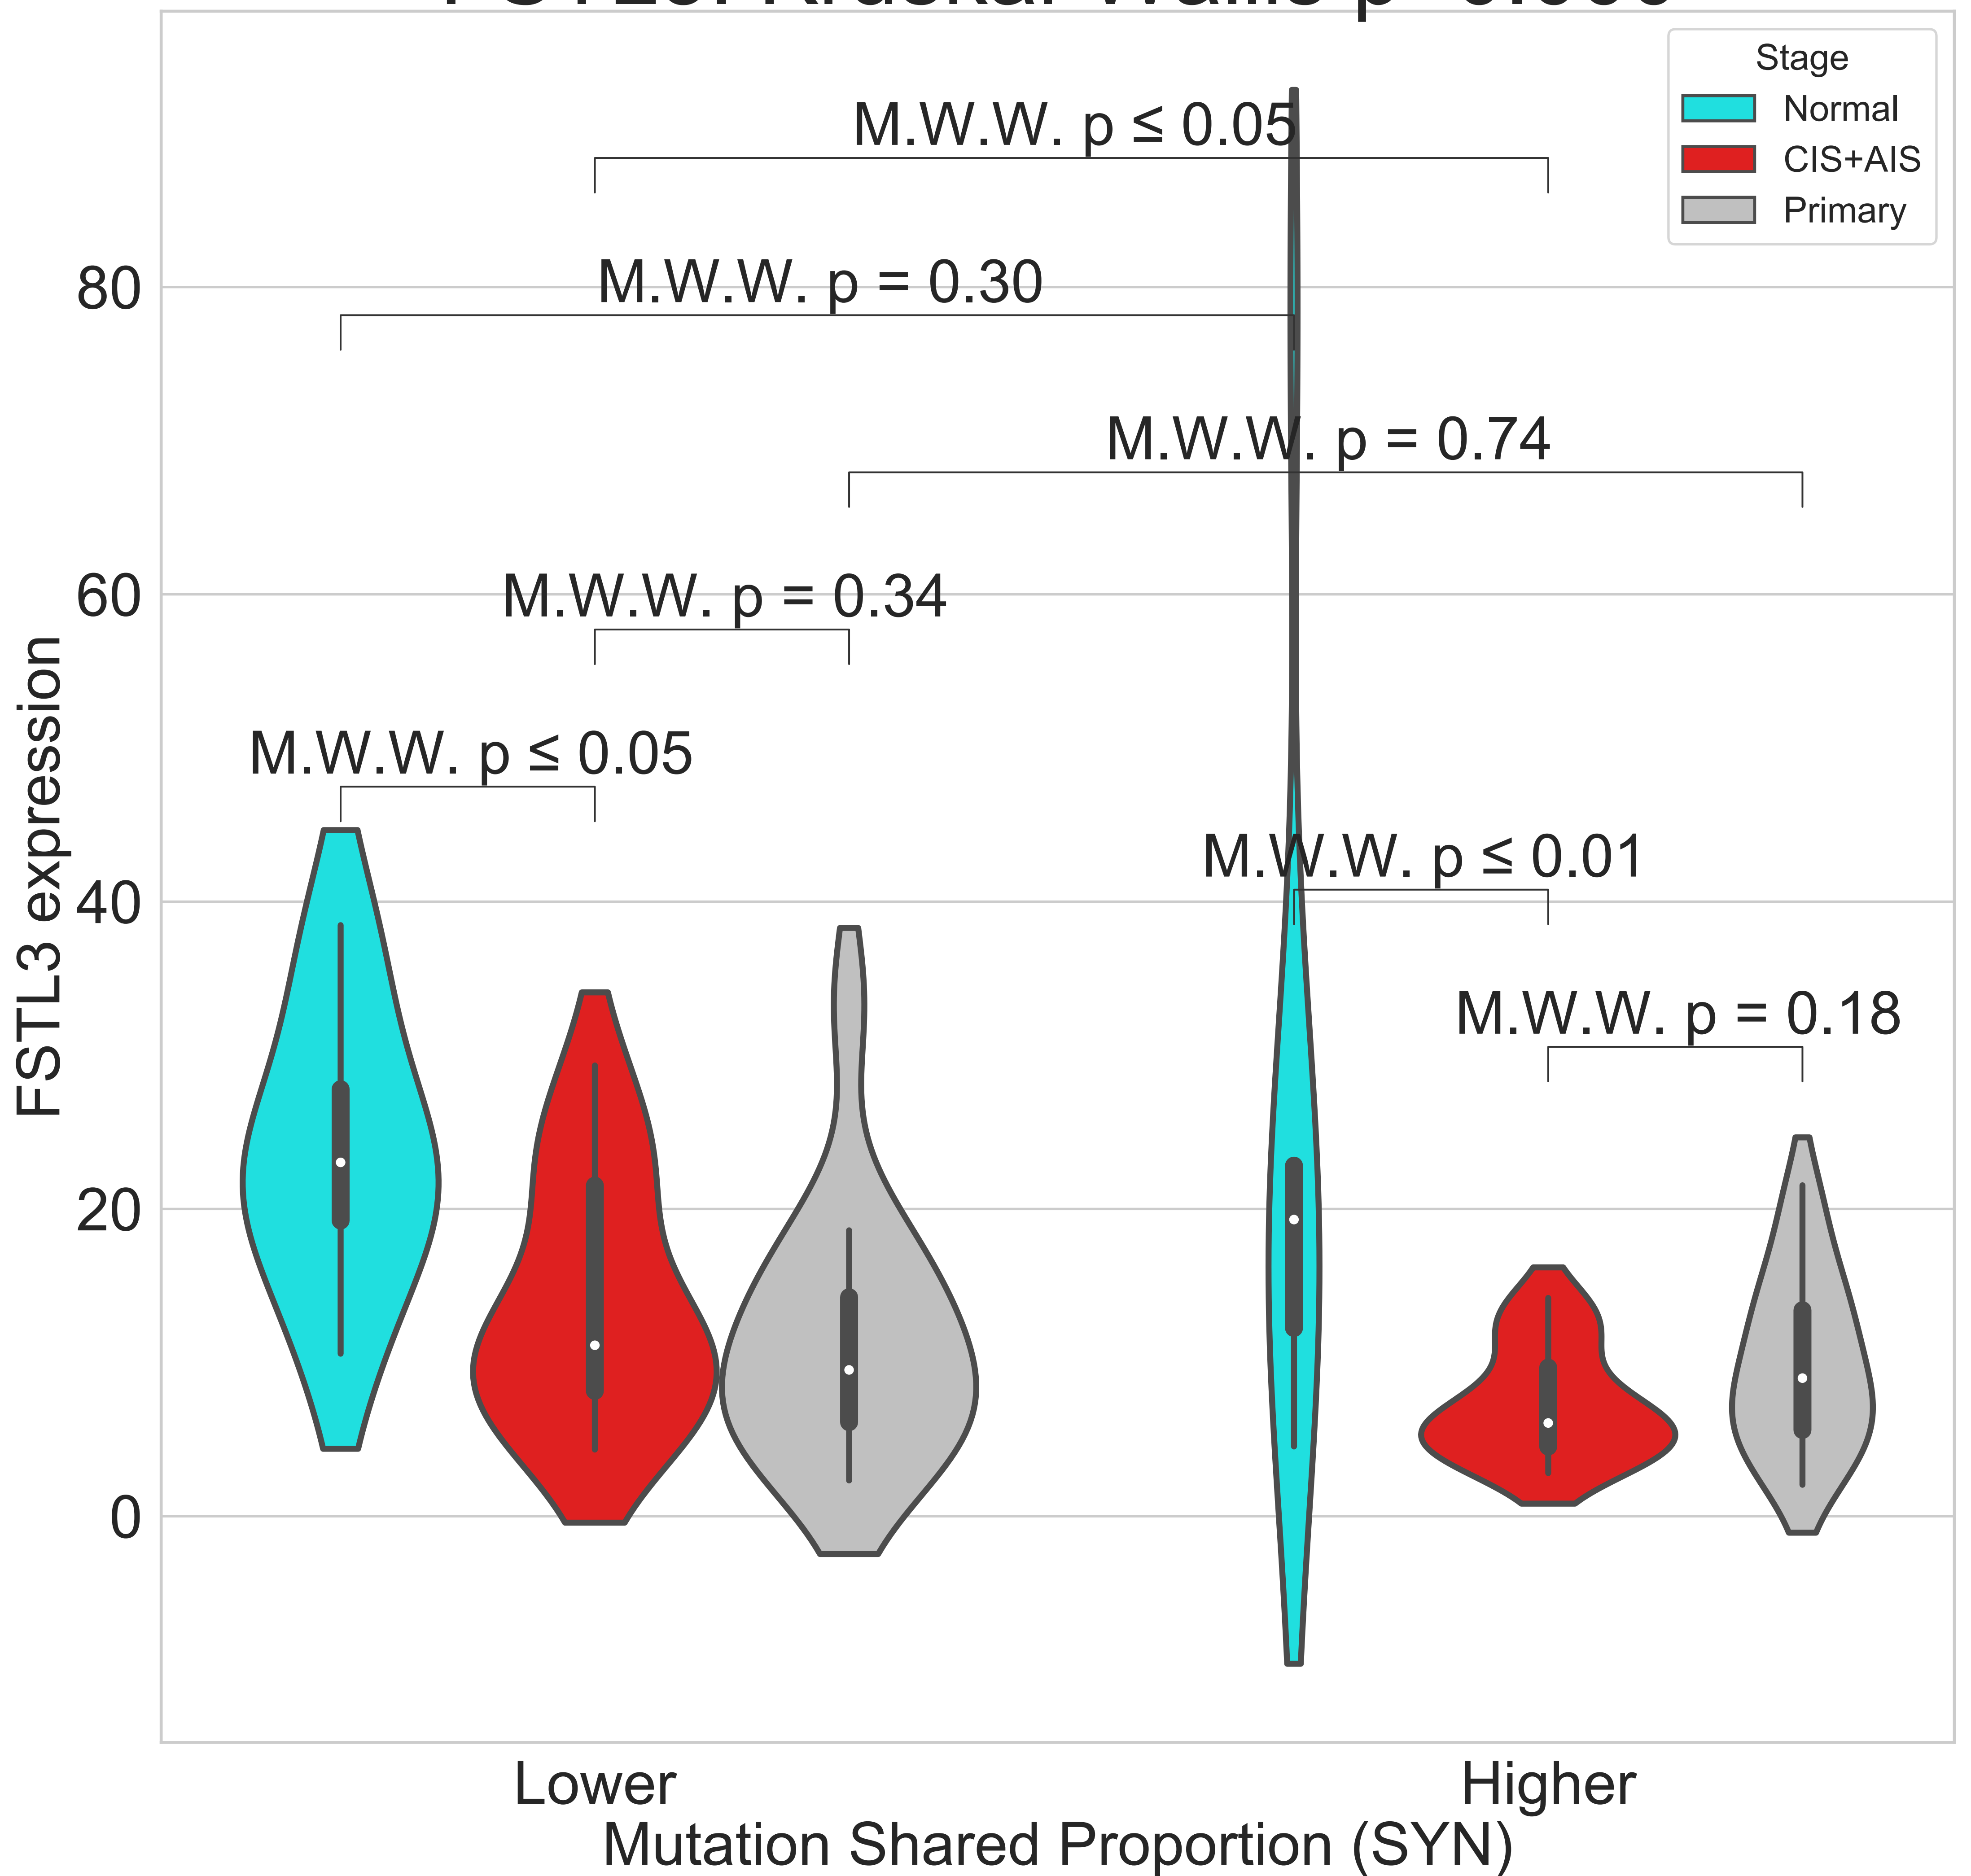 Stage
Normal
CIS+AIS
Primary
M.W.W. p ≤ 0.05
M.W.W. p = 0.30
M.W.W. p = 0.74
M.W.W. p = 0.34
M.W.W. p ≤ 0.05
M.W.W. p ≤ 0.01
M.W.W. p = 0.18
80
60
40
20
0
FSTL3 expression
Lower
Higher
Mutation Shared Proportion (SYN)